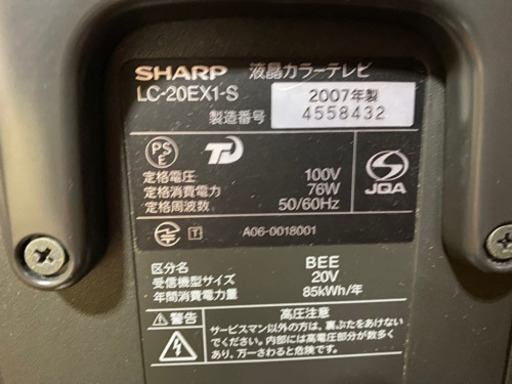 SHARP 液晶カラーテレビ
LC-20EX1-S 2007年製
製造番号 4558432
PSE
定格電圧 100V
定格消費電力 76W
定格周波数 50/60Hz
JQA
T A06-0018001
区分名 BEE
受信機型サイズ 20V
年間消費電力量 85kWh/年
警告 高圧注意
サービスマン以外の方は、裏ぶたをあけない
でください。内部には高電圧部分が数多く
あり、万一さわると危険です。